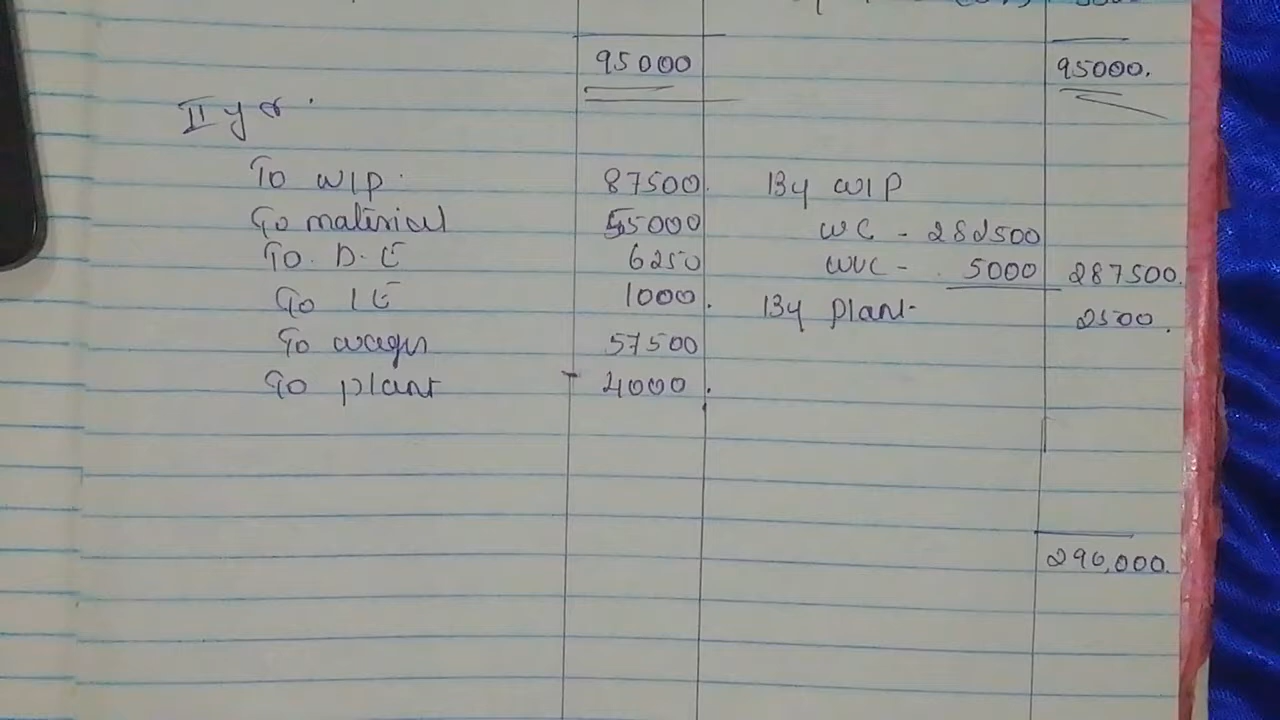 95000 95000.
II yr.
To WIP. 87500. By WIP
To material 55000 WC - 282500
To. D. E 6250 WUC - 5000 287500.
To I E 1000. By Plant- 2500.
To wages 57500
To plant - 4000.
290,000.